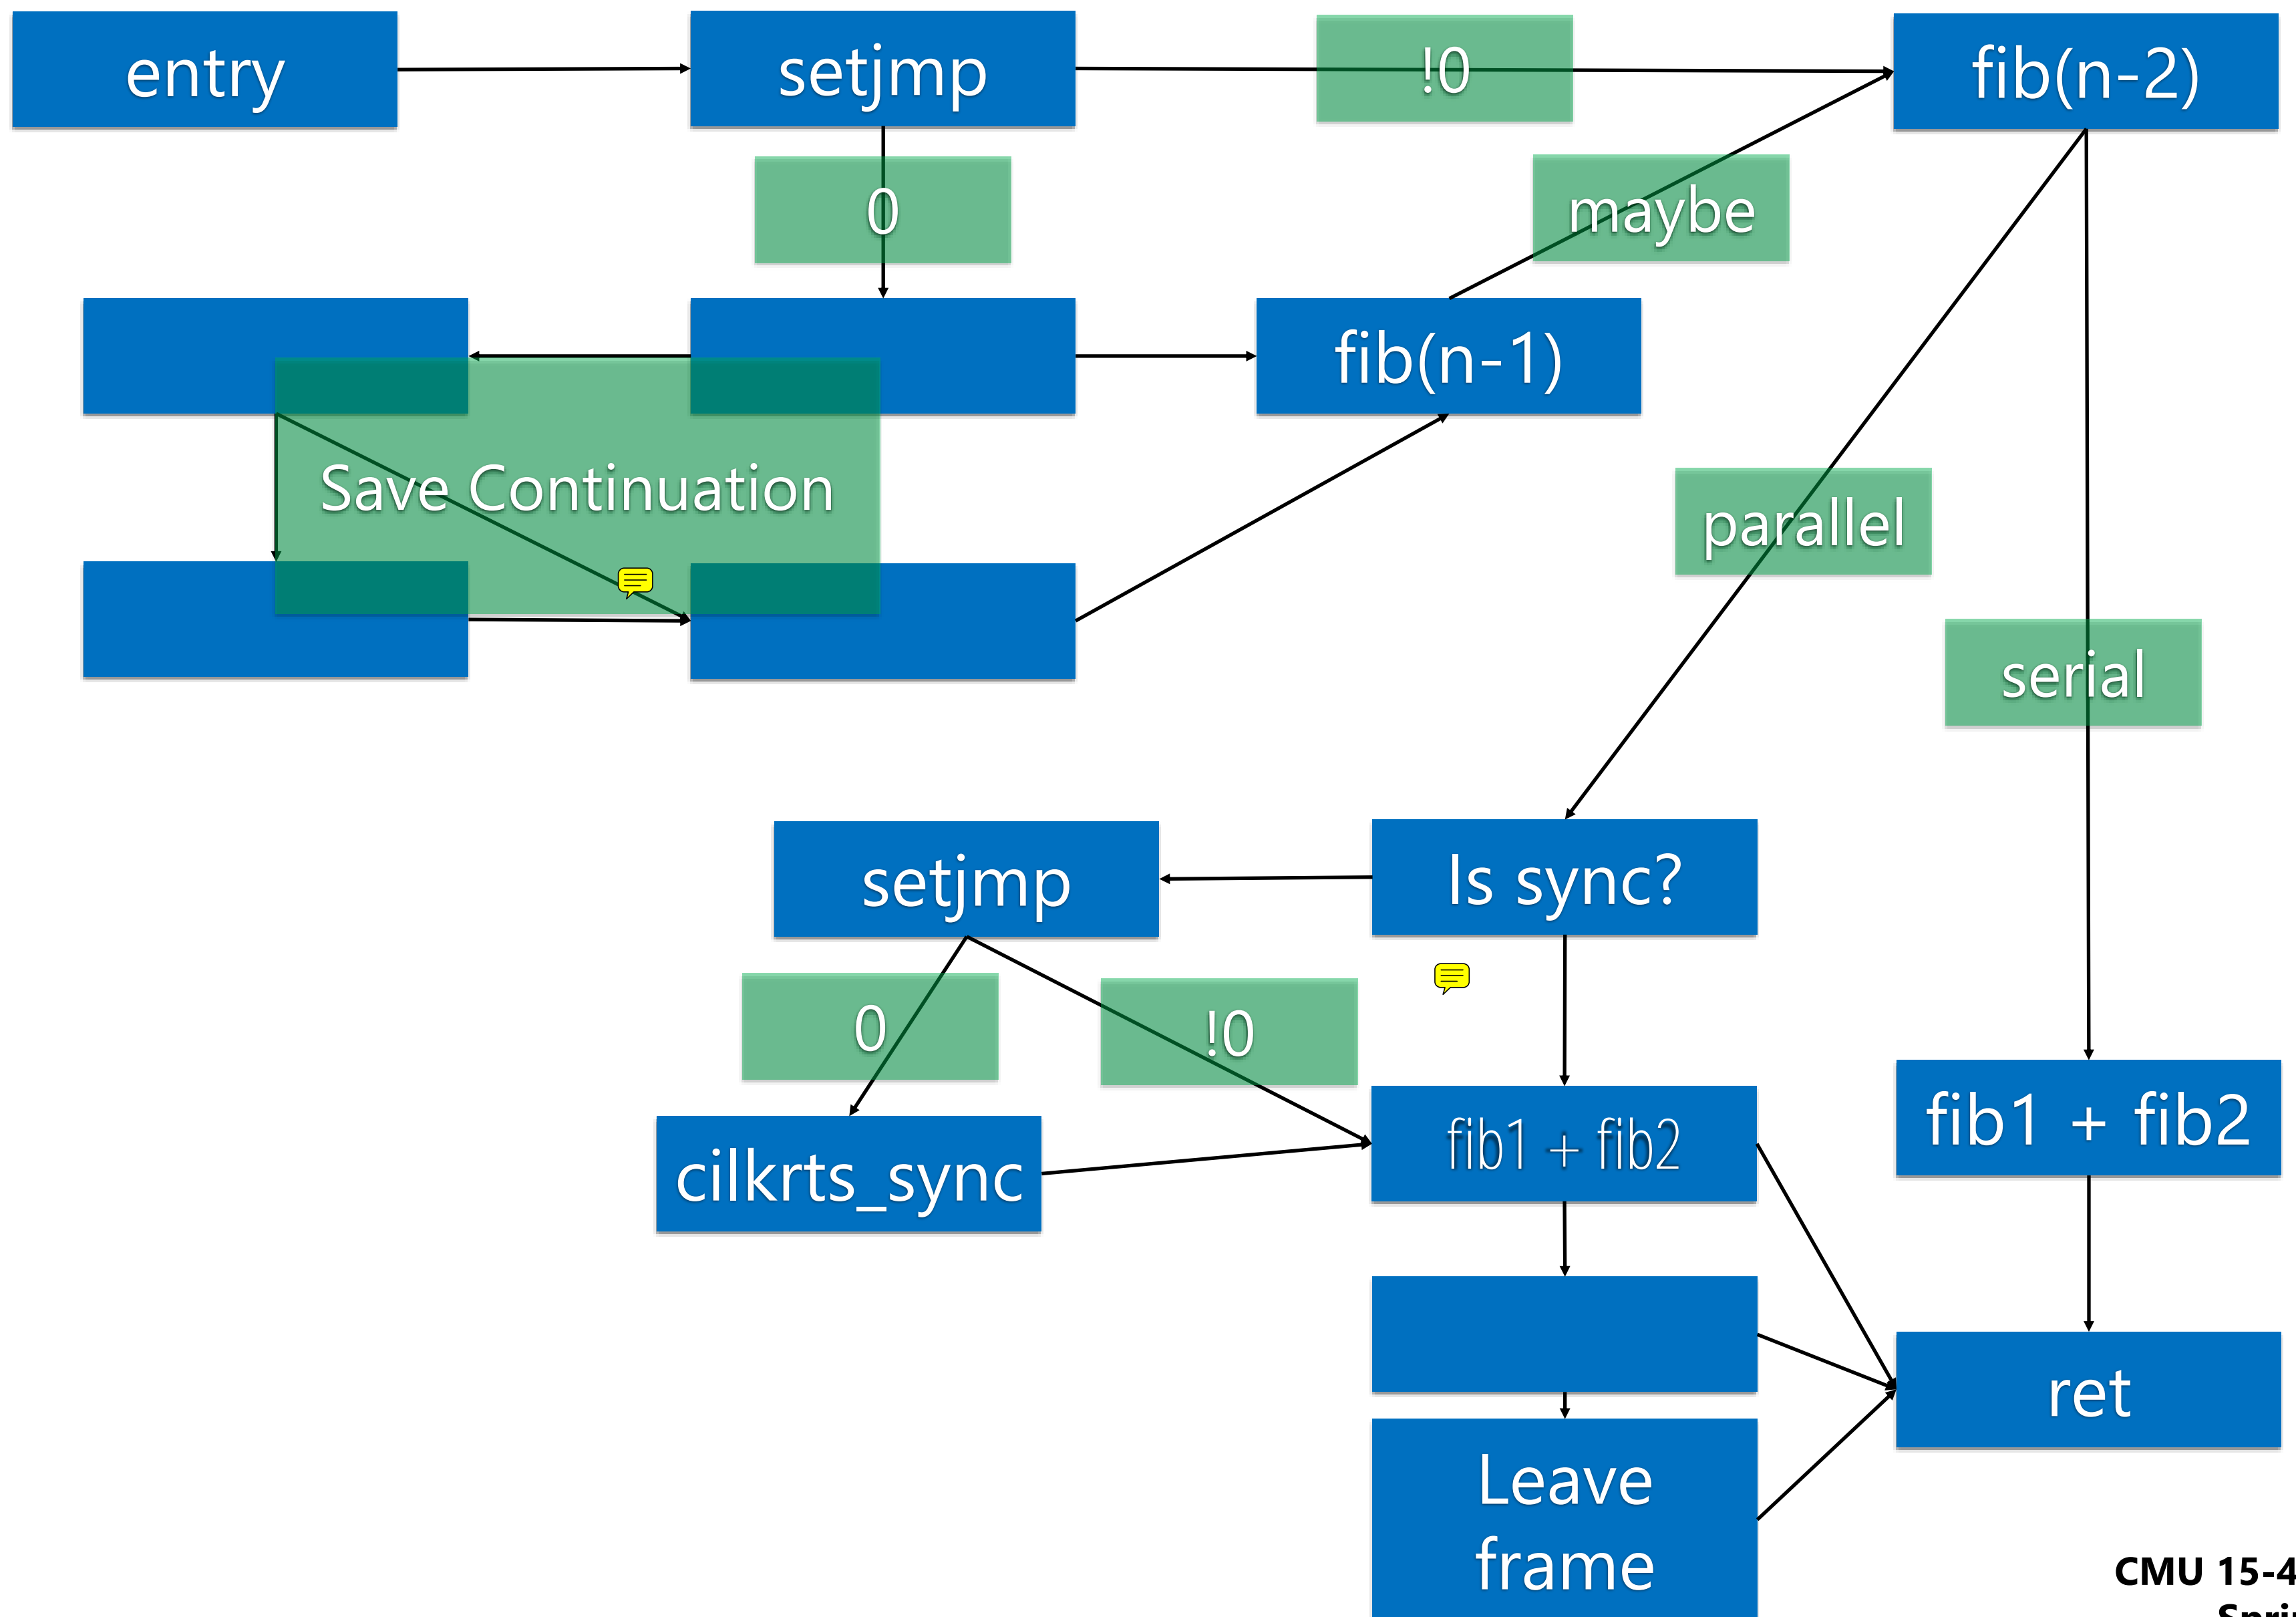 entry
setjmp
!0
fib(n-2)
0
maybe
fib(n-1)
Save Continuation
parallel
serial
setjmp
Is sync?
0
!0
cilkrts_sync
fib1 + fib2
fib1 + fib2
ret
Leave
frame
CMU 15-4